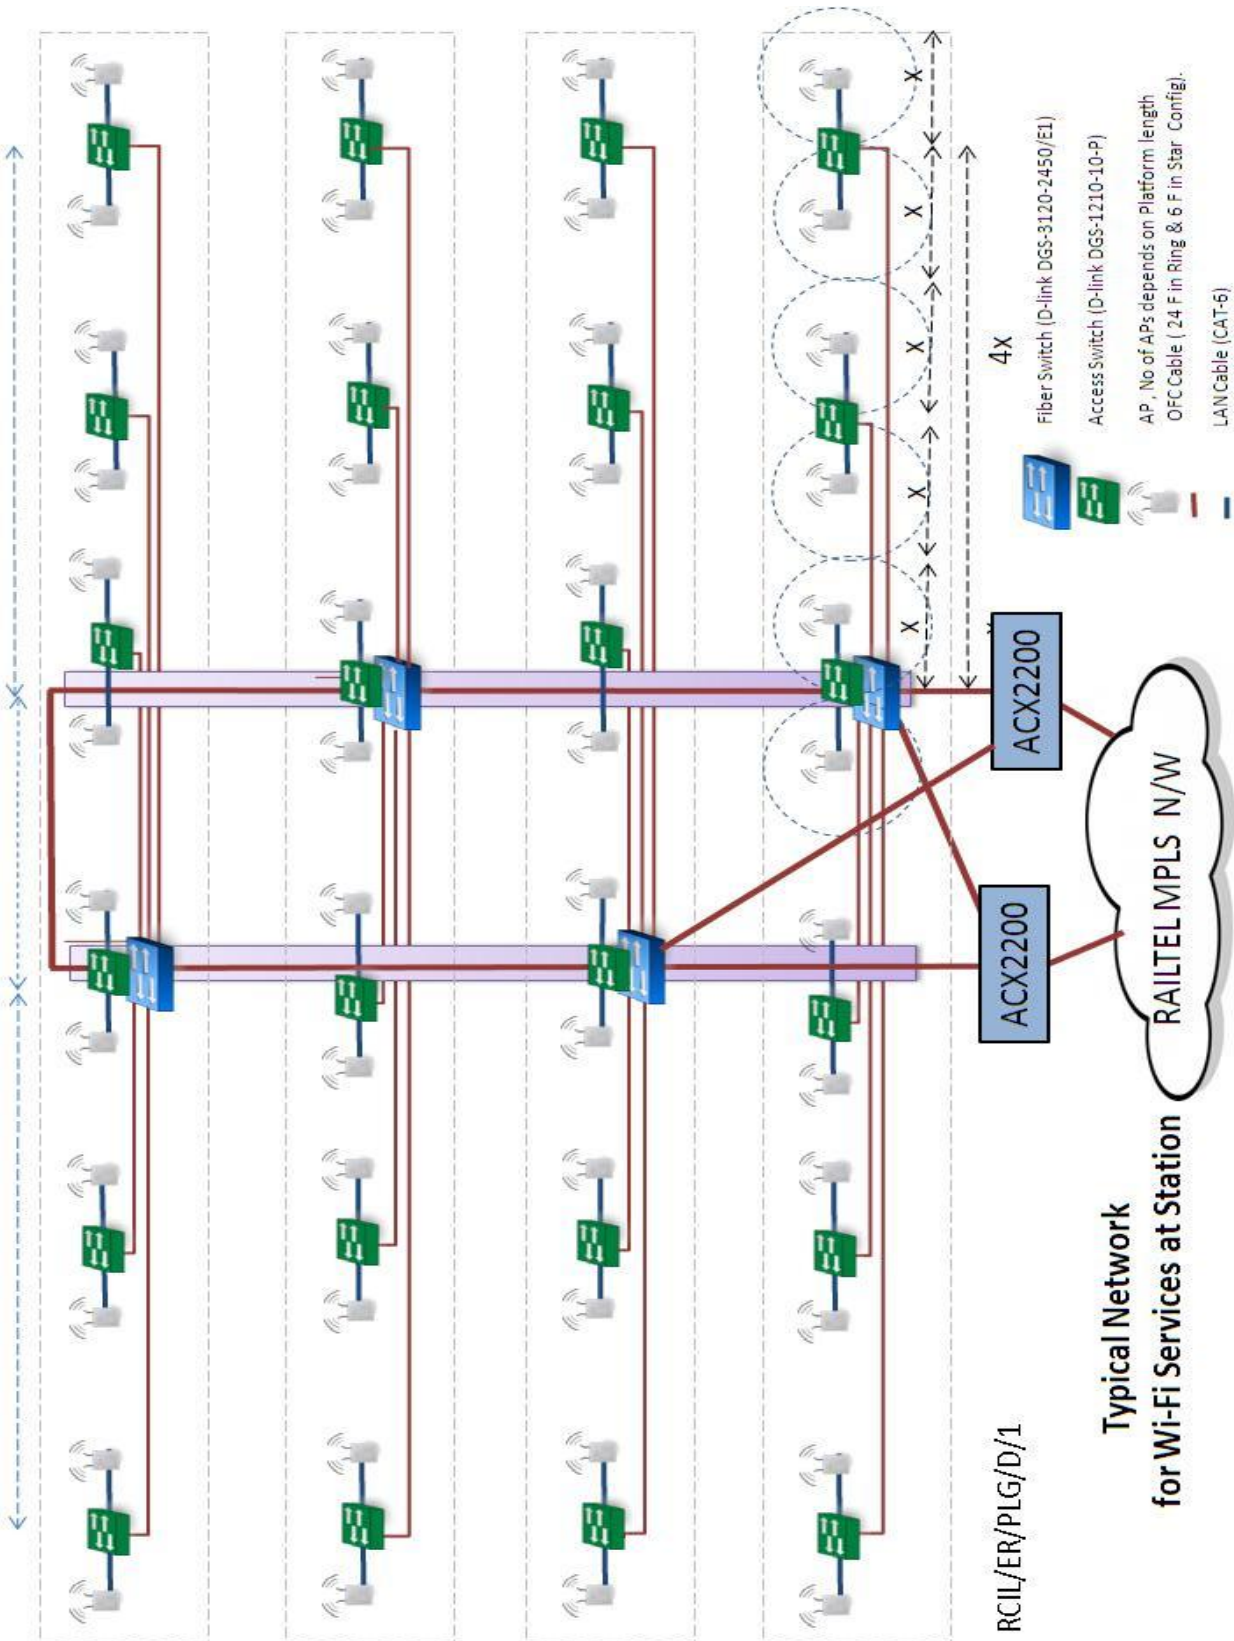 X
X
X
X
X
4x
ACX2200
ACX2200
RAILTEL MPLS N/W
Fiber Switch (D-link DGS-3120-2450/E1)
Access Switch (D-link DGS-1210-10-P)
AP, No of APs depends on Platform length
OFC Cable ( 24 F in Ring & 6 F in Star Config).
LAN Cable (CAT-6)
RCIL/ER/PLG/D/1
Typical Network
for Wi-Fi Services at Station